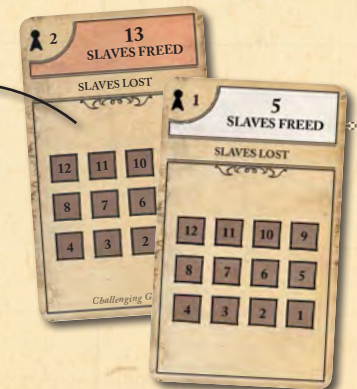 2
13
SLAVES FREED
SLAVES LOST
12 11 10
8 7 6
4 3 2
Challenging G
1
5
SLAVES FREED
SLAVES LOST
12 11 10 9
8 7 6 5
4 3 2 1